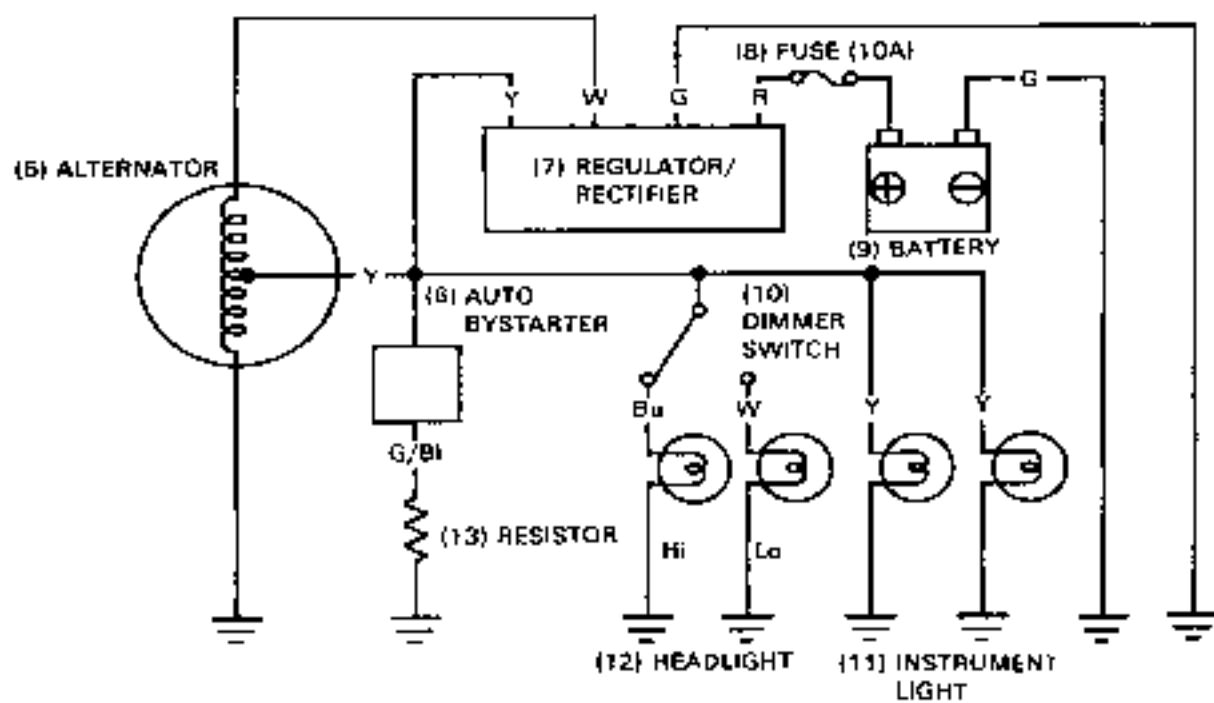 (8) FUSE (10A)
Y
W
G
R
G
(5) ALTERNATOR
(7) REGULATOR/
RECTIFIER
(9) BATTERY
Y
(6) AUTO
BYSTARTER
(10)
DIMMER
SWITCH
Bu
W
Y
Y
G/Bl
(13) RESISTOR
Hi
Lo
(12) HEADLIGHT
(11) INSTRUMENT
LIGHT